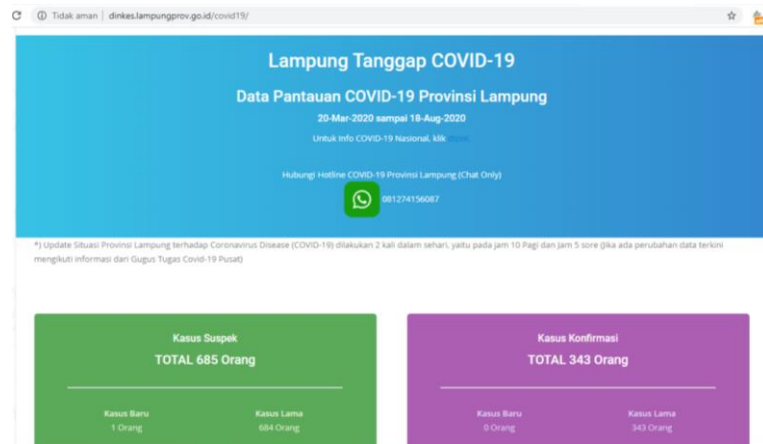 Tidak aman | dinkes.lampungprov.go.id/covid19/
Lampung Tanggap COVID-19
Data Pantauan COVID-19 Provinsi Lampung
20-Mar-2020 sampai 18-Aug-2020
Untuk Info COVID-19 Nasional, klik
Hubungi Hotline COVID-19 Provinsi Lampung (Chat Only)
081274156087
*) Update Situasi Provinsi Lampung terhadap Coronavirus Disease (COVID-19) dilakukan 2 kali dalam sehari, yaitu pada jam 10 Pagi dan Jam 5 sore (Jika ada perubahan data terkini
mengikuti informasi dari Gugus Tugas Covid-19 Pusat)
Kasus Suspek
TOTAL 685 Orang
Kasus Baru
1 Orang
Kasus Lama
684 Orang
Kasus Konfirmasi
TOTAL 343 Orang
Kasus Baru
0 Orang
Kasus Lama
343 Orang